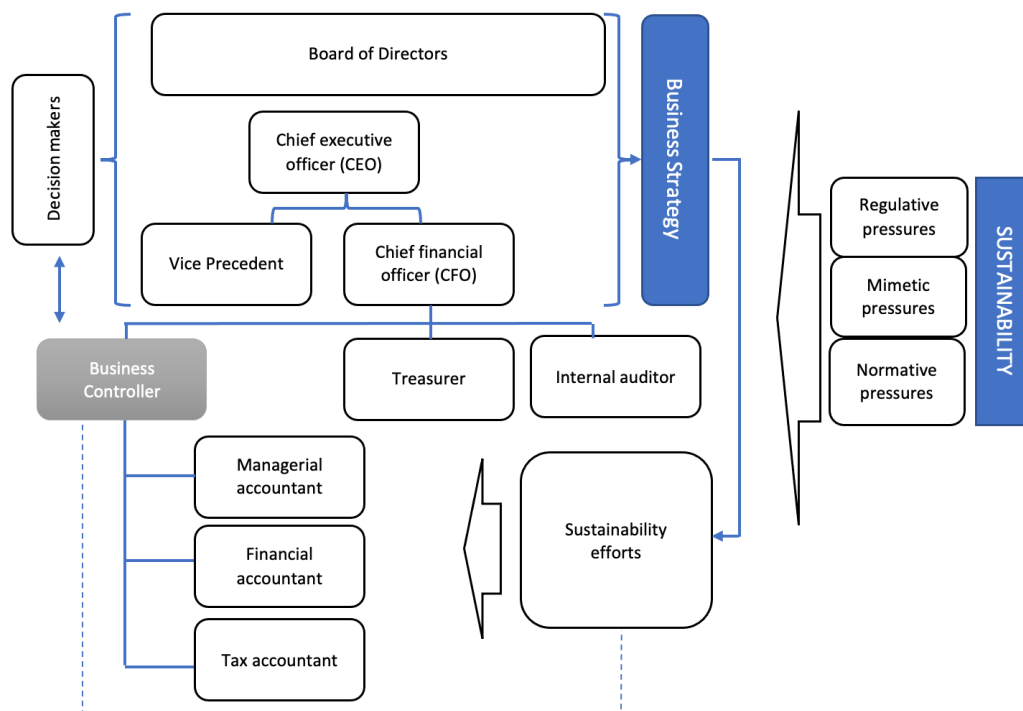 Board of Directors
Decision makers
Chief executive
officer (CEO)
Business Strategy
Vice Precedent
Chief financial
officer (CFO)
Regulative
pressures
Mimetic
pressures
Normative
pressures
SUSTAINABILITY
Business
Controller
Treasurer
Internal auditor
Managerial
accountant
Financial
accountant
Tax accountant
Sustainability
efforts